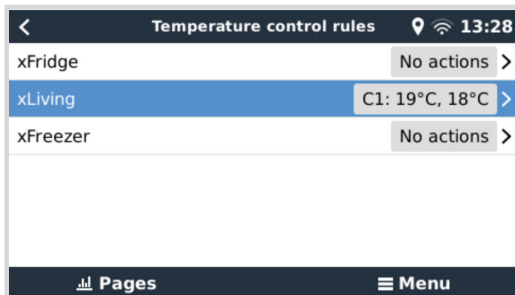 Temperature control rules 13:28
xFridge No actions
xLiving C1: 19°C, 18°C
xFreezer No actions
Pages Menu